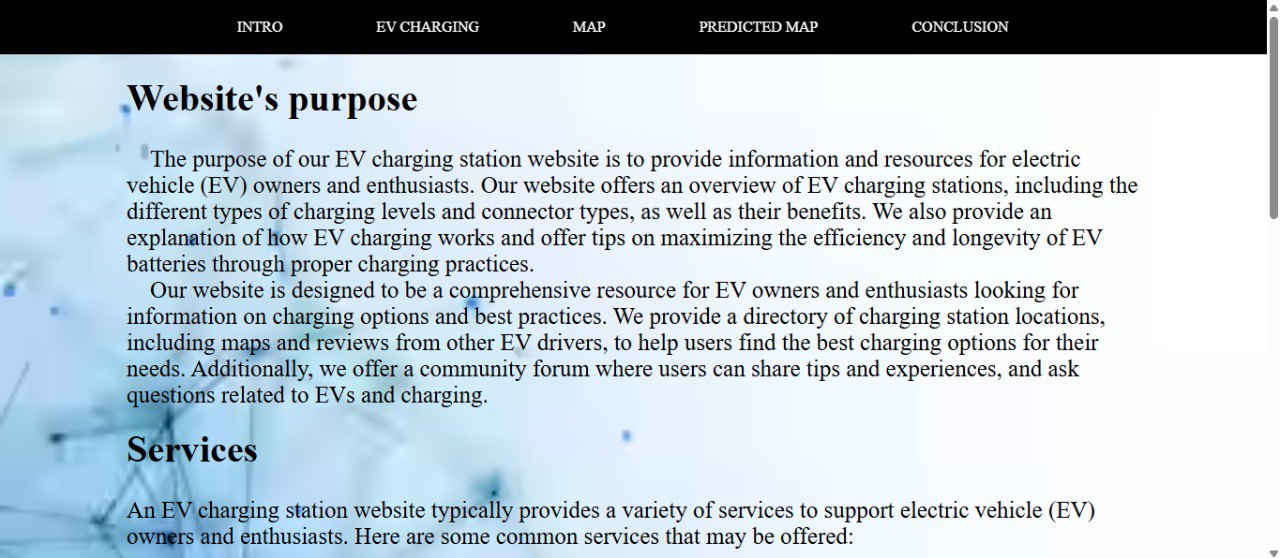 INTRO EV CHARGING MAP PREDICTED MAP CONCLUSION
Website's purpose
The purpose of our EV charging station website is to provide information and resources for electric
vehicle (EV) owners and enthusiasts. Our website offers an overview of EV charging stations, including the
different types of charging levels and connector types, as well as their benefits. We also provide an
explanation of how EV charging works and offer tips on maximizing the efficiency and longevity of EV
batteries through proper charging practices.
Our website is designed to be a comprehensive resource for EV owners and enthusiasts looking for
information on charging options and best practices. We provide a directory of charging station locations,
including maps and reviews from other EV drivers, to help users find the best charging options for their
needs. Additionally, we offer a community forum where users can share tips and experiences, and ask
questions related to EVs and charging.
Services
An EV charging station website typically provides a variety of services to support electric vehicle (EV)
owners and enthusiasts. Here are some common services that may be offered: